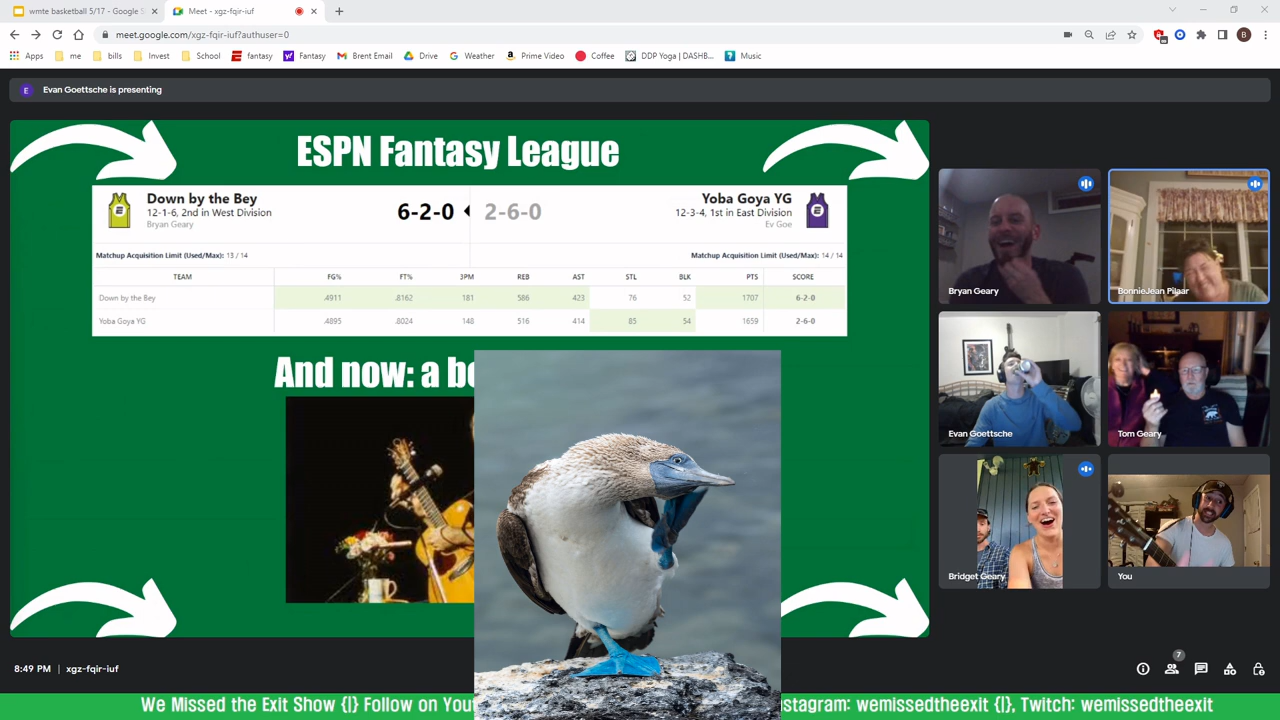 wmte basketball 5/17 - Google S
Meet - xgz-fqir-iuf
meet.google.com/xgz-fqir-iuf?authuser=0
B
Apps me bills Invest School fantasy Fantasy Brent Email Drive Weather Prime Video Coffee DDP Yoga | DASHB... Music
E Evan Goettsche is presenting
ESPN Fantasy League
Down by the Bey
12-1-6, 2nd in West Division
Bryan Geary
6-2-0
2-6-0
Yoba Goya YG
12-3-4, 1st in East Division
Ev Goe
Matchup Acquisition Limit (Used/Max): 13 / 14
Matchup Acquisition Limit (Used/Max): 14 / 14
TEAM FG% FT% 3PM REB AST STL BLK PTS SCORE
Down by the Bey .4911 .8162 181 586 423 76 52 1707 6-2-0
Yoba Goya YG .4895 .8024 148 516 414 85 54 1659 2-6-0
And now: a be
Bryan Geary
BonnieJean Pilaar
Evan Goettsche
Tom Geary
Bridget Geary
You
8:49 PM | xgz-fqir-iuf
7
We Missed the Exit Show {|} Follow on Yout
stagram: wemissedtheexit {|}, Twitch: wemissedtheexit